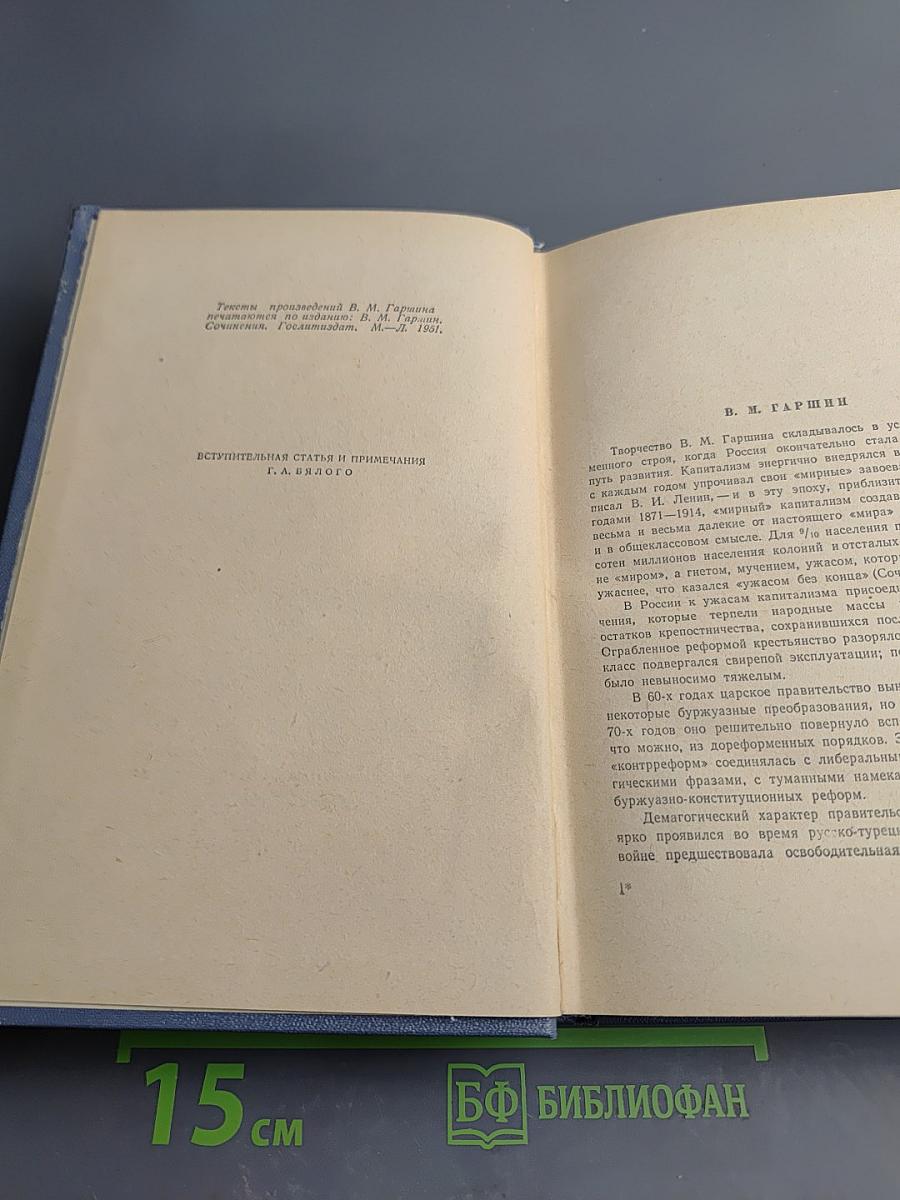 Тексты произведений В. М. Гаршина
печатаются по изданию: В. М. Гаршин.
Сочинения. Гослитиздат. М.—Л. 1951.
ВСТУПИТЕЛЬНАЯ СТАТЬЯ И ПРИМЕЧАНИЯ
Г. А. БЯЛОГО
В. М. ГАРШИН
Творчество В. М. Гаршина складывалось в ус
менного строя, когда Россия окончательно стала
путь развития. Капитализм энергично внедрялся в
с каждым годом упрочивал свои «мирные» завоева
писал В. И. Ленин, — и в эту эпоху, приблизит
годами 1871—1914, «мирный» капитализм создав
весьма и весьма далекие от настоящего «мира»
и в общеклассовом смысле. Для 9/10 населения п
сотен миллионов населения колоний и отсталых
не «миром», а гнетом, мучением, ужасом, котор
ужаснее, что казался «ужасом без конца» (Соч
В России к ужасам капитализма присоеди
чения, которые терпели народные массы
остатков крепостничества, сохранившихся посл
Ограбленное реформой крестьянство разорялос
класс подвергался свирепой эксплуатации; по
было невыносимо тяжелым.
В 60-х годах царское правительство вын
некоторые буржуазные преобразования, но
70-х годов оно решительно повернуло всп
что можно, из дореформенных порядков. Э
«контрреформ» соединялась с либеральным
гическими фразами, с туманными намека
буржуазно-конституционных реформ.
Демагогический характер правительс
ярко проявился во время русско-турец
войне предшествовала освободительная
1*
15 см
БФ БИБЛИОФАН